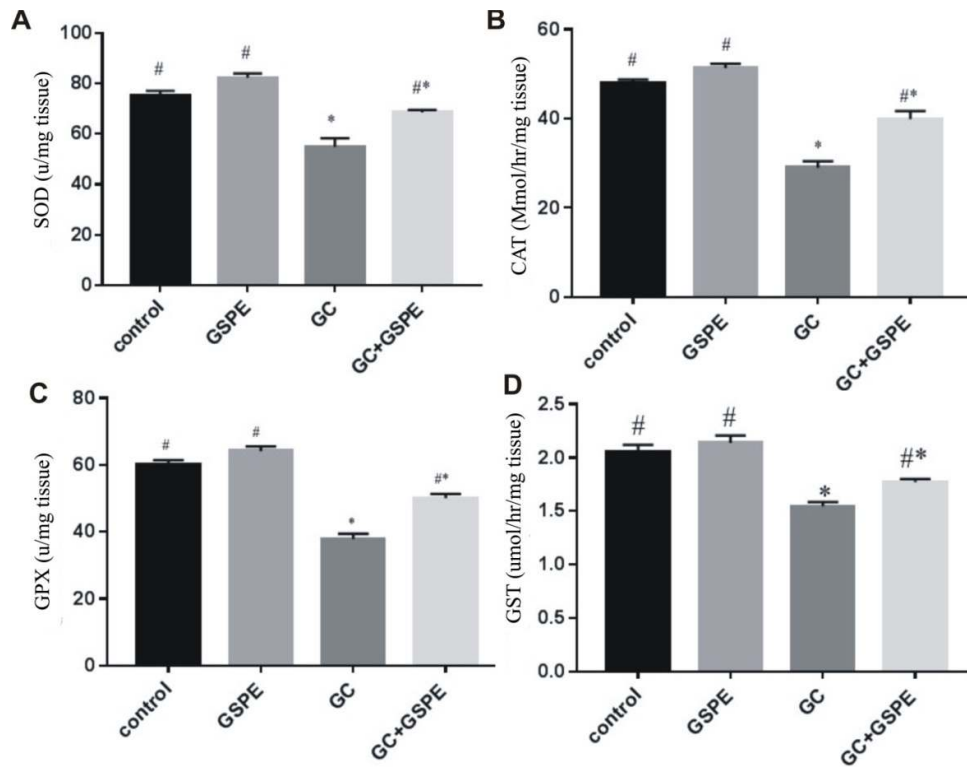 A
SOD (u/mg tissue)
100
80
60
40
20
0
#
#
*
#*
control
GSPE
GC
GC+GSPE
B
CAT (Mmol/hr/mg tissue)
60
40
20
0
#
#
*
#*
control
GSPE
GC
GC+GSPE
C
GPX (u/mg tissue)
80
60
40
20
0
#
#
*
#*
control
GSPE
GC
GC+GSPE
D
GST (umol/hr/mg tissue)
2.5
2.0
1.5
1.0
0.5
0.0
#
#
*
#*
control
GSPE
GC
GC+GSPE